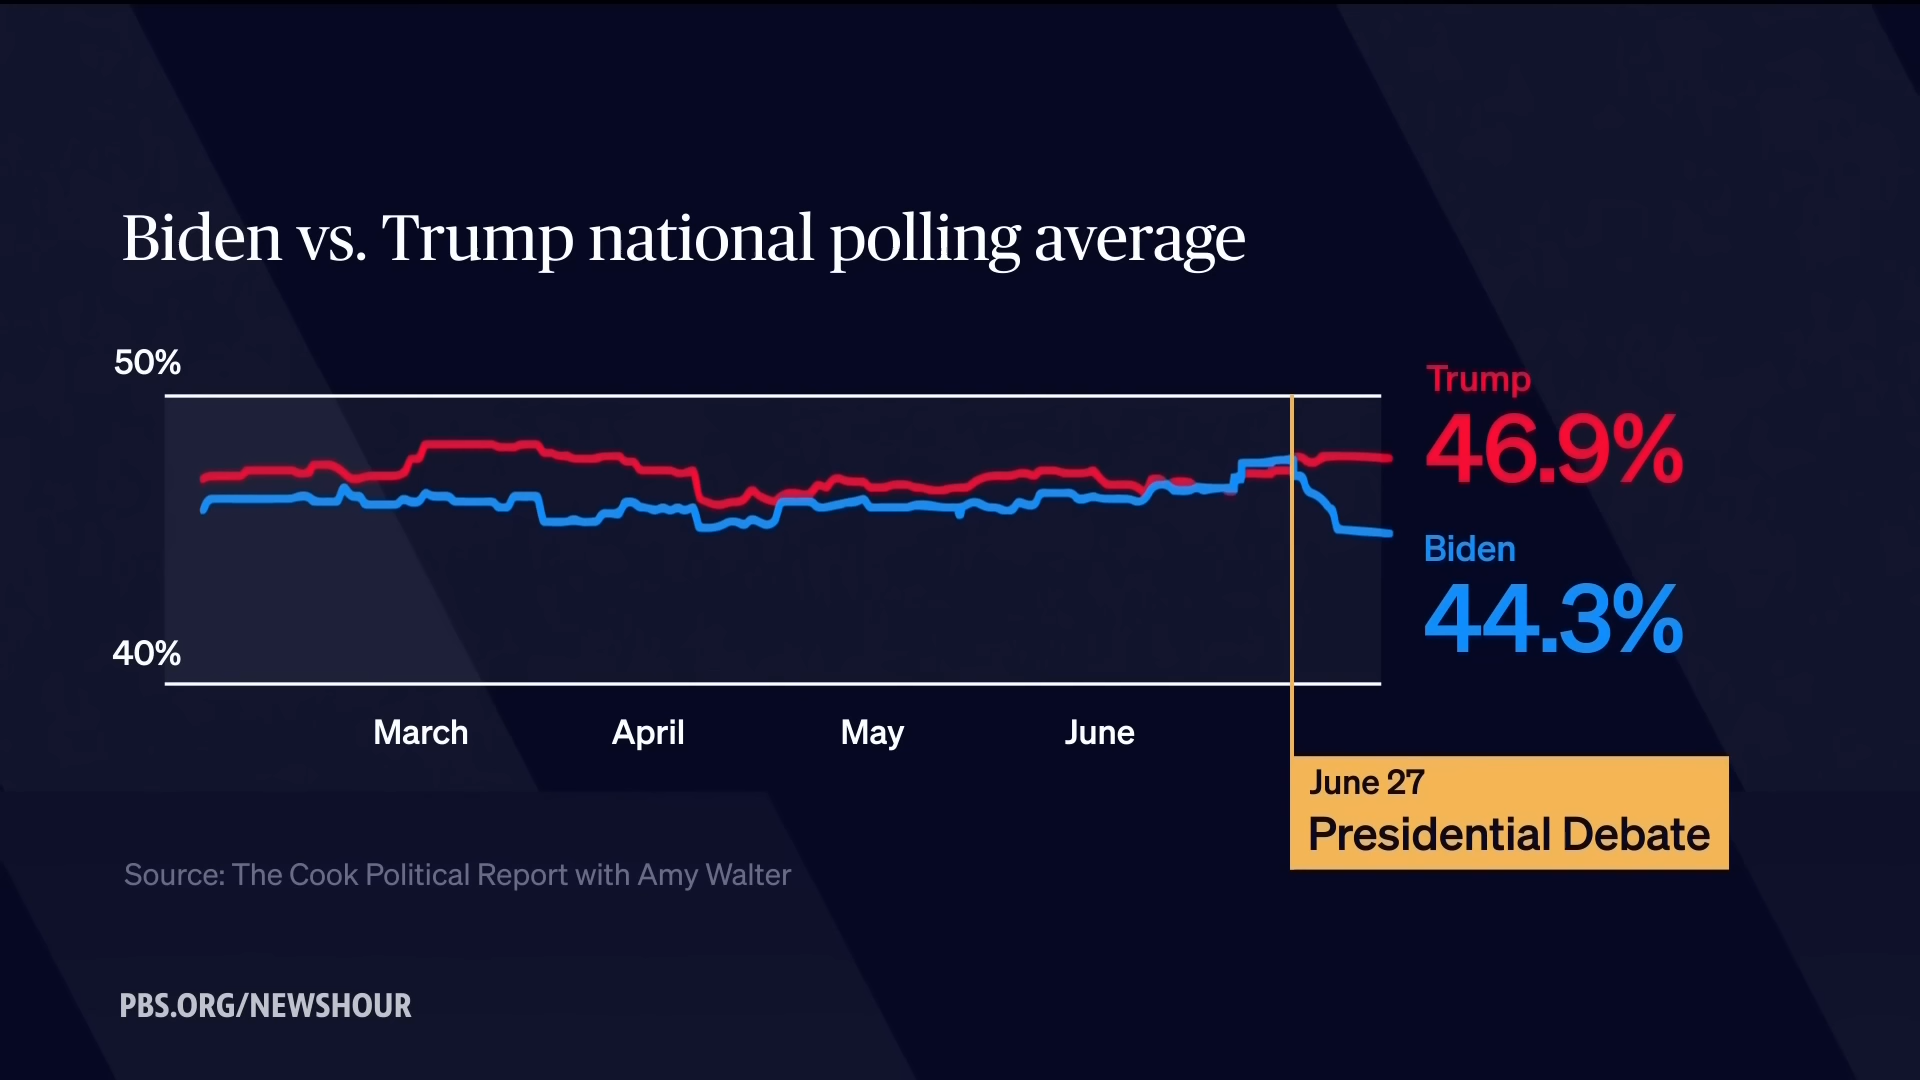 Biden vs. Trump national polling average
50%
40%
March April May June
Trump
46.9%
Biden
44.3%
June 27
Presidential Debate
Source: The Cook Political Report with Amy Walter
PBS.ORG/NEWSHOUR